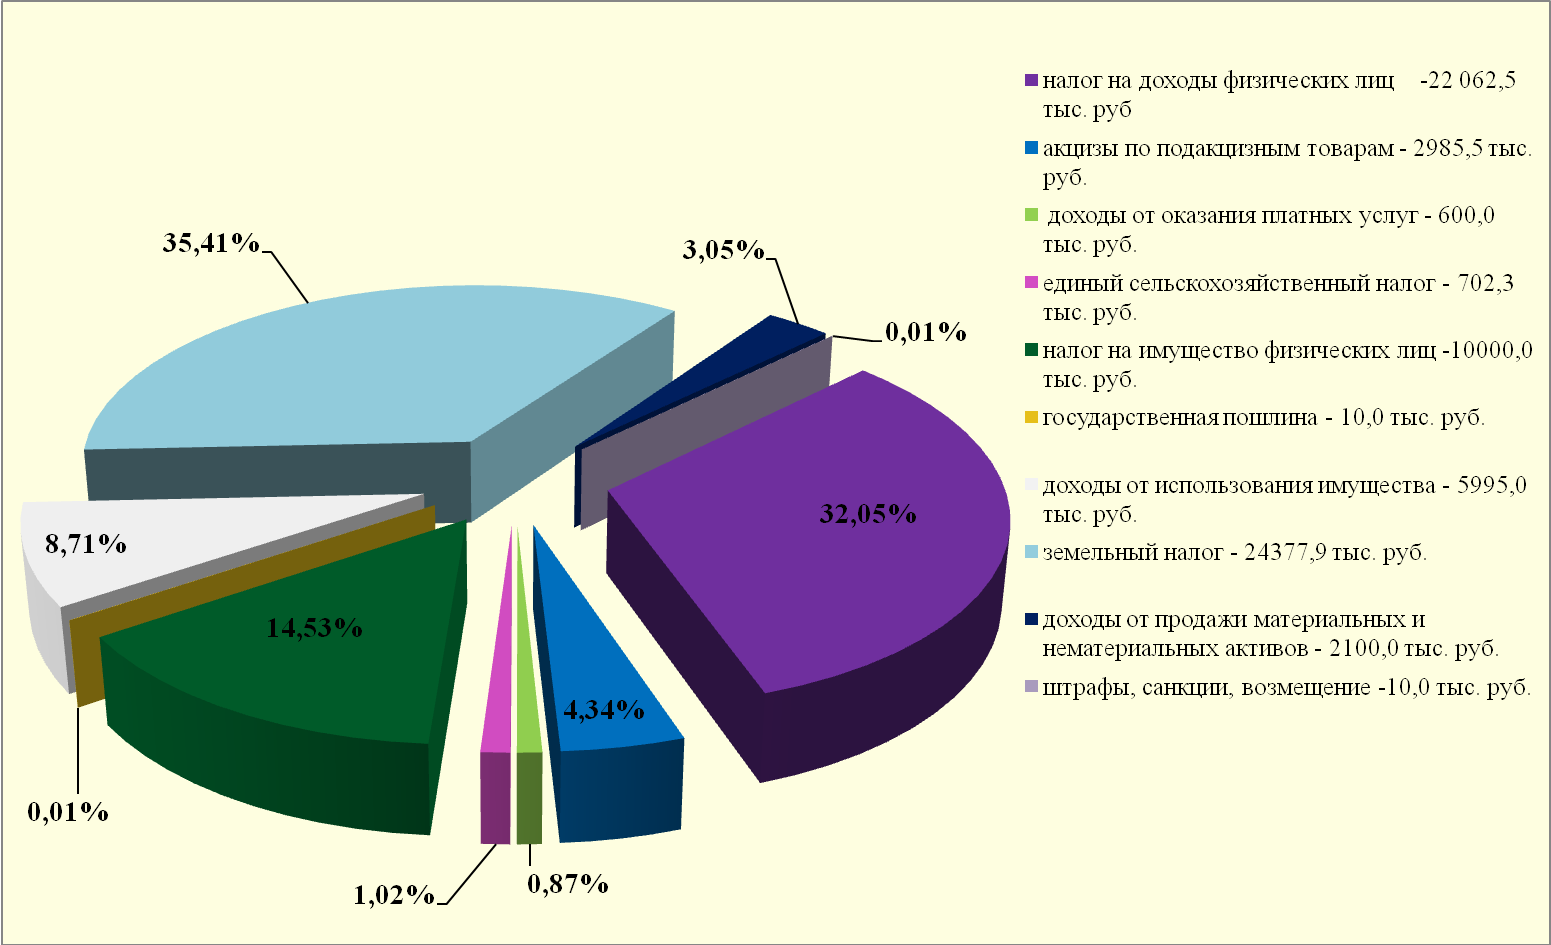 35,41%
3,05%
0,01%
32,05%
8,71%
14,53%
4,34%
0,01%
1,02%
0,87%
налог на доходы физических лиц -22 062,5
тыс. руб
акцизы по подакцизным товарам - 2985,5 тыс.
руб.
доходы от оказания платных услуг - 600,0
тыс. руб.
единый сельскохозяйственный налог - 702,3
тыс. руб.
налог на имущество физических лиц -10000,0
тыс. руб.
государственная пошлина - 10,0 тыс. руб.
доходы от использования имущества - 5995,0
тыс. руб.
земельный налог - 24377,9 тыс. руб.
доходы от продажи материальных и
нематериальных активов - 2100,0 тыс. руб.
штрафы, санкции, возмещение -10,0 тыс. руб.